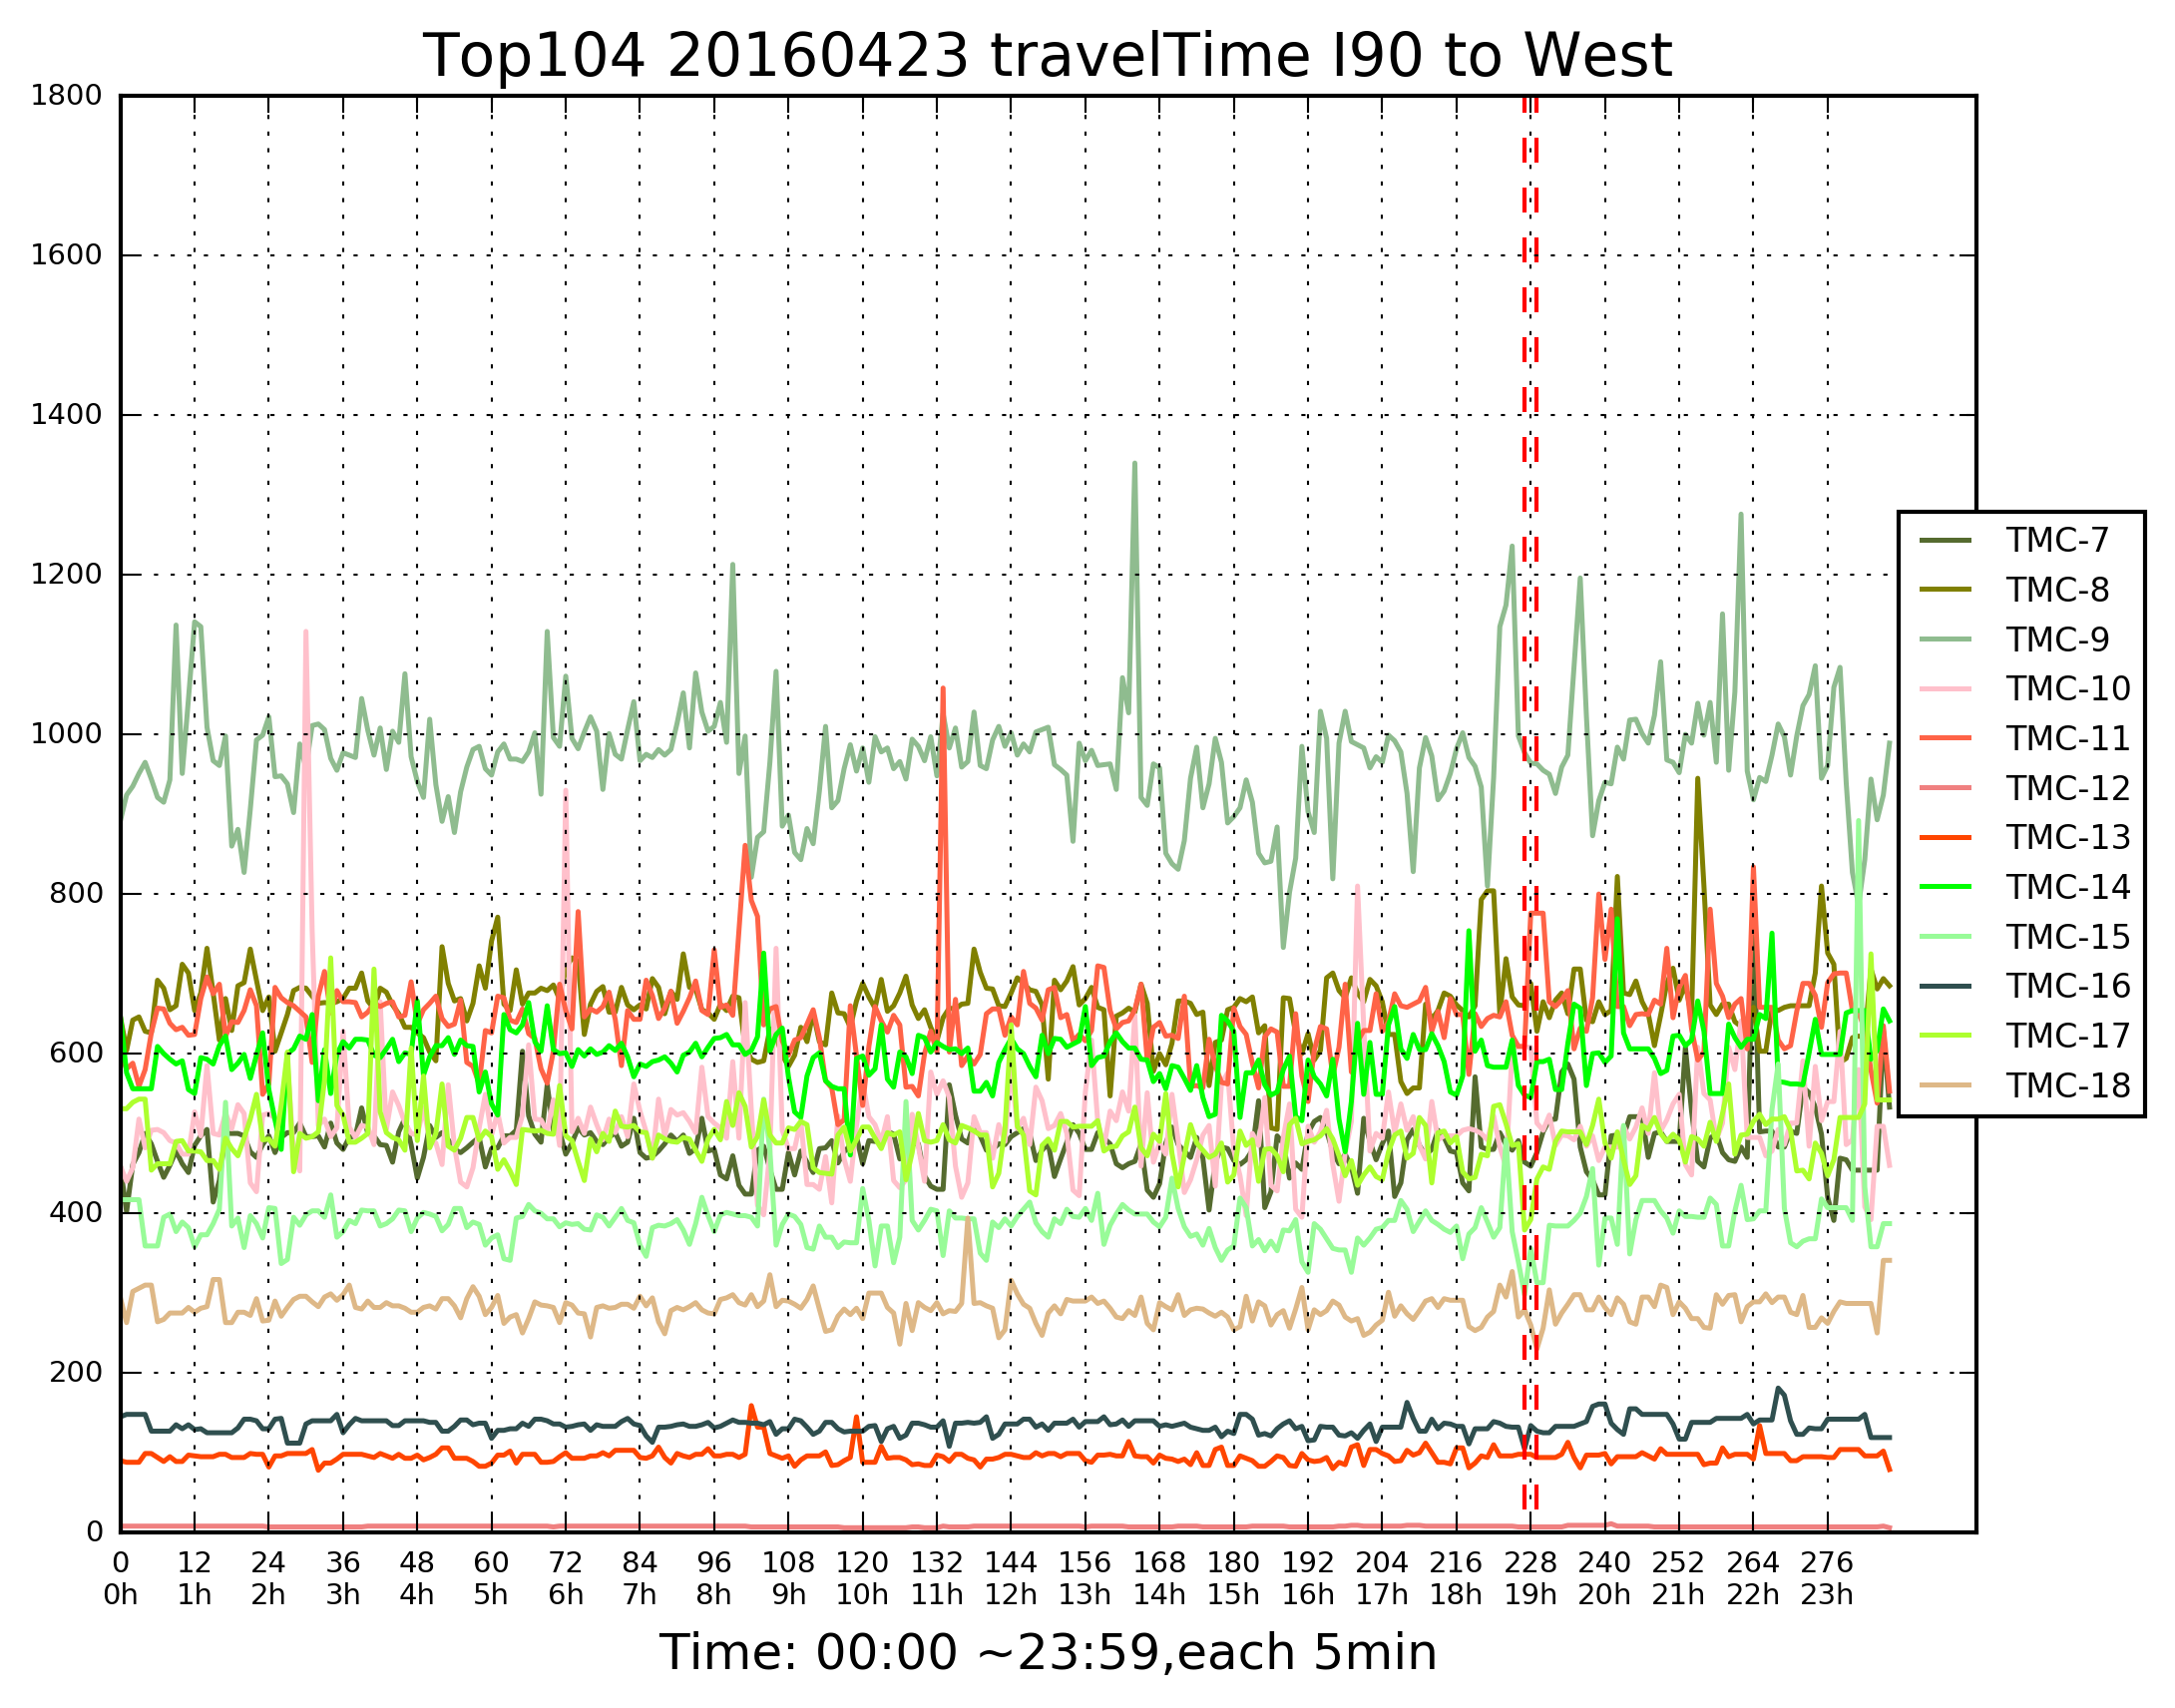 Top104 20160423 travelTime I90 to West
1800
1600
1400
1200
1000
800
600
400
200
0
TMC-7
TMC-8
TMC-9
TMC-10
TMC-11
TMC-12
TMC-13
TMC-14
TMC-15
TMC-16
TMC-17
TMC-18
0 12 24 36 48 60 72 84 96 108 120 132 144 156 168 180 192 204 216 228 240 252 264 276
0h 1h 2h 3h 4h 5h 6h 7h 8h 9h 10h 11h 12h 13h 14h 15h 16h 17h 18h 19h 20h 21h 22h 23h
Time: 00:00 ~23:59,each 5min